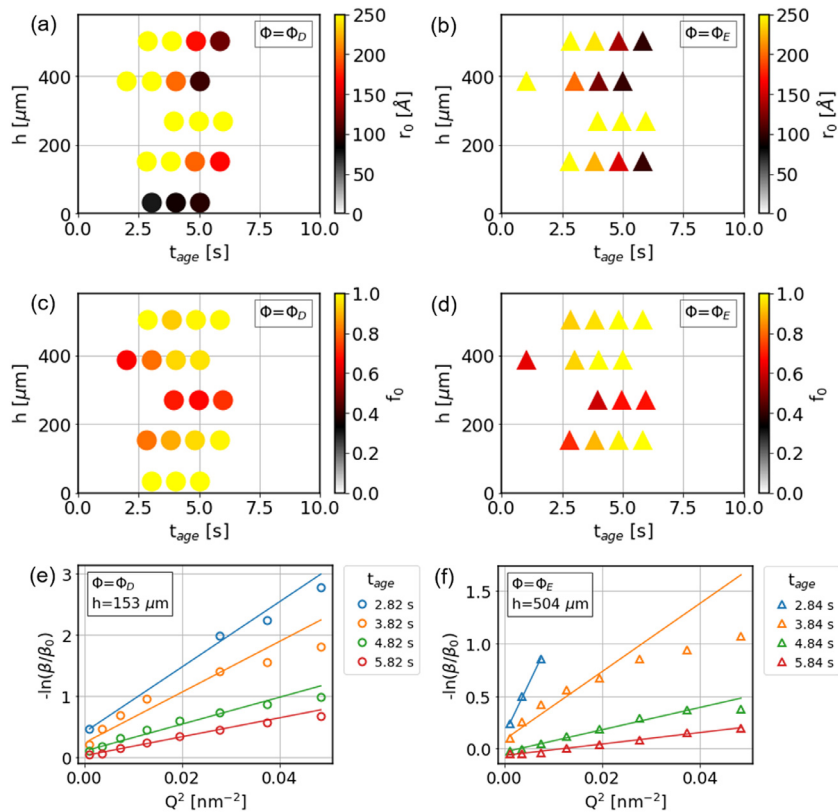 (a)
Φ=Φ_D
h [μm]
400
200
0
0.0 2.5 5.0 7.5 10.0
t_age [s]
250
200
150
100
50
0
r_0 [Å]
(b)
Φ=Φ_E
h [μm]
400
200
0
0.0 2.5 5.0 7.5 10.0
t_age [s]
250
200
150
100
50
0
r_0 [Å]
(c)
Φ=Φ_D
h [μm]
400
200
0
0.0 2.5 5.0 7.5 10.0
t_age [s]
1.0
0.8
0.6
0.4
0.2
0.0
f_0
(d)
Φ=Φ_E
h [μm]
400
200
0
0.0 2.5 5.0 7.5 10.0
t_age [s]
1.0
0.8
0.6
0.4
0.2
0.0
f_0
(e)
Φ=Φ_D
h=153 μm
-ln(β/β_0)
3
2
1
0
0.00 0.02 0.04
Q² [nm⁻²]
t_age
2.82 s
3.82 s
4.82 s
5.82 s
(f)
Φ=Φ_E
h=504 μm
-ln(β/β_0)
1.5
1.0
0.5
0.0
0.00 0.02 0.04
Q² [nm⁻²]
t_age
2.84 s
3.84 s
4.84 s
5.84 s